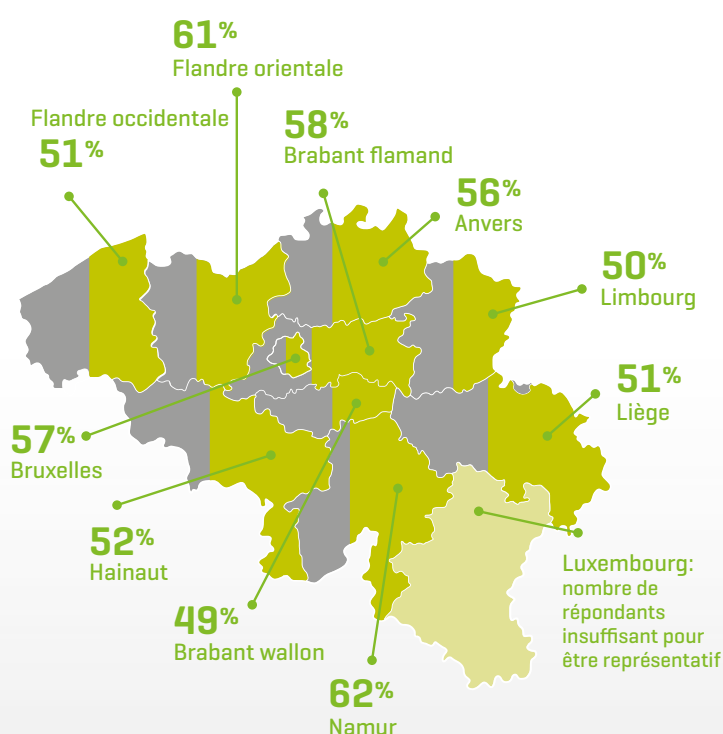 61%
Flandre orientale
Flandre occidentale
51%
58%
Brabant flamand
56%
Anvers
50%
Limbourg
51%
Liège
57%
Bruxelles
52%
Hainaut
49%
Brabant wallon
62%
Namur
Luxembourg:
nombre de
répondants
insuffisant pour
être représentatif